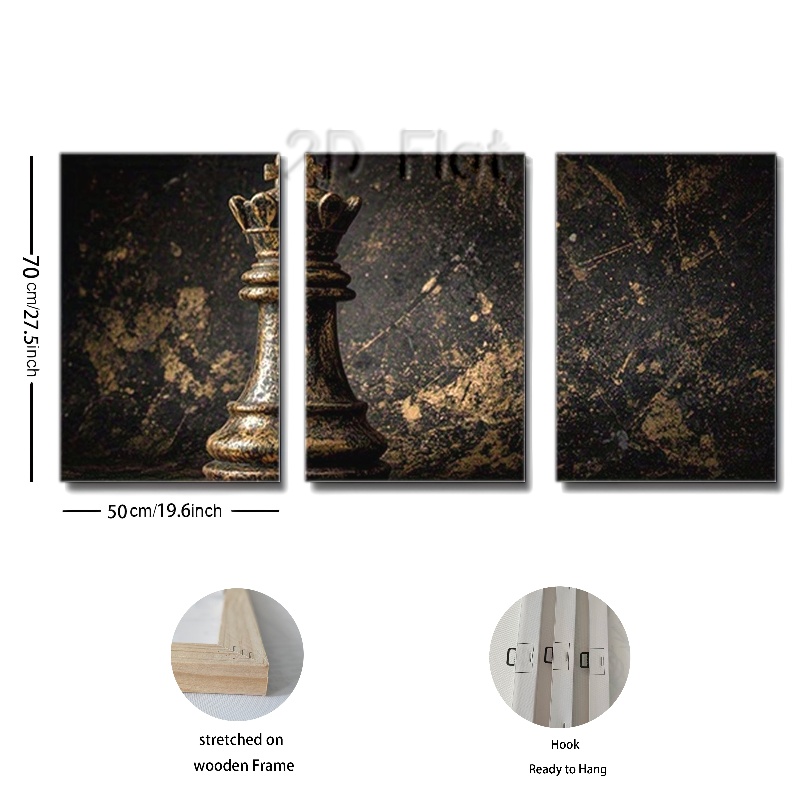 2D Flat
70 cm/27.5inch
50cm/19.6inch
stretched on
wooden Frame
Hook
Ready to Hang